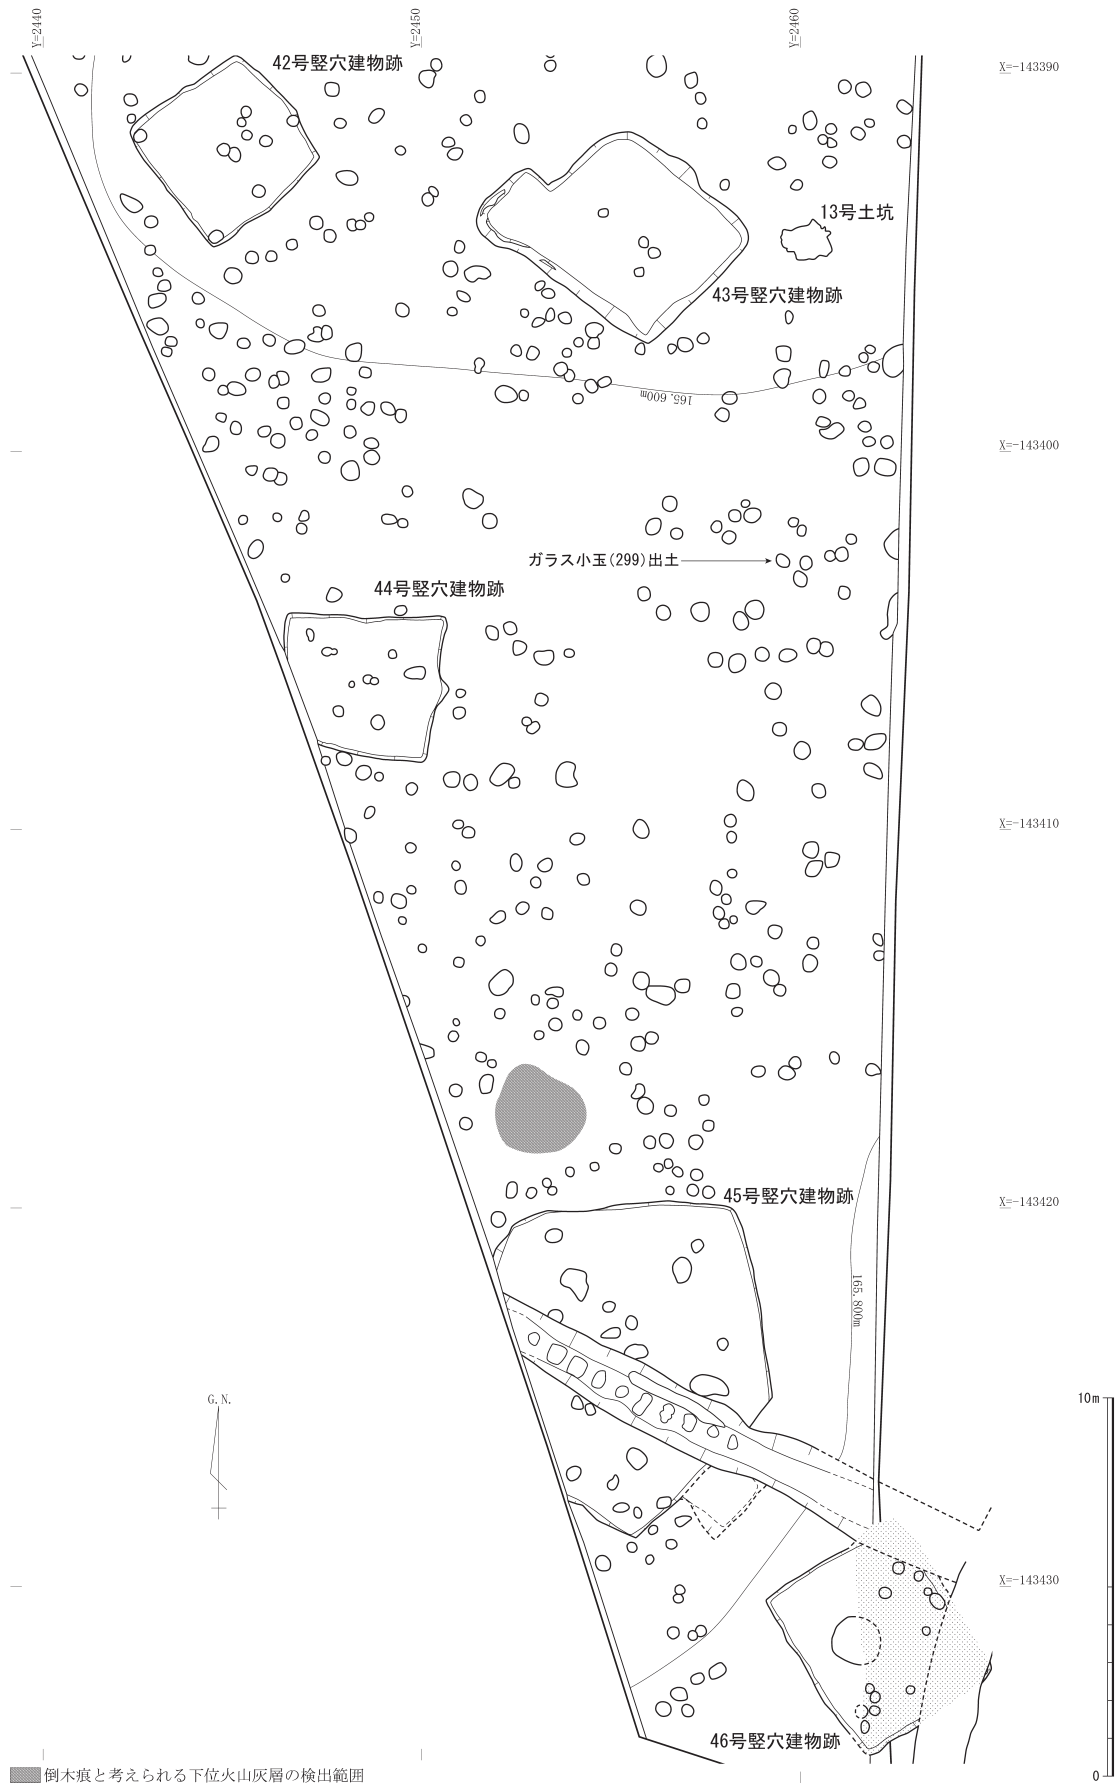 Y=2440
Y=2450
Y=2460
42号竪穴建物跡
X=-143390
13号土坑
43号竪穴建物跡
165.600m
X=-143400
ガラス小玉(299)出土
44号竪穴建物跡
X=-143410
45号竪穴建物跡
X=-143420
165.800m
G.N.
10m
X=-143430
46号竪穴建物跡
倒木痕と考えられる下位火山灰層の検出範囲
0